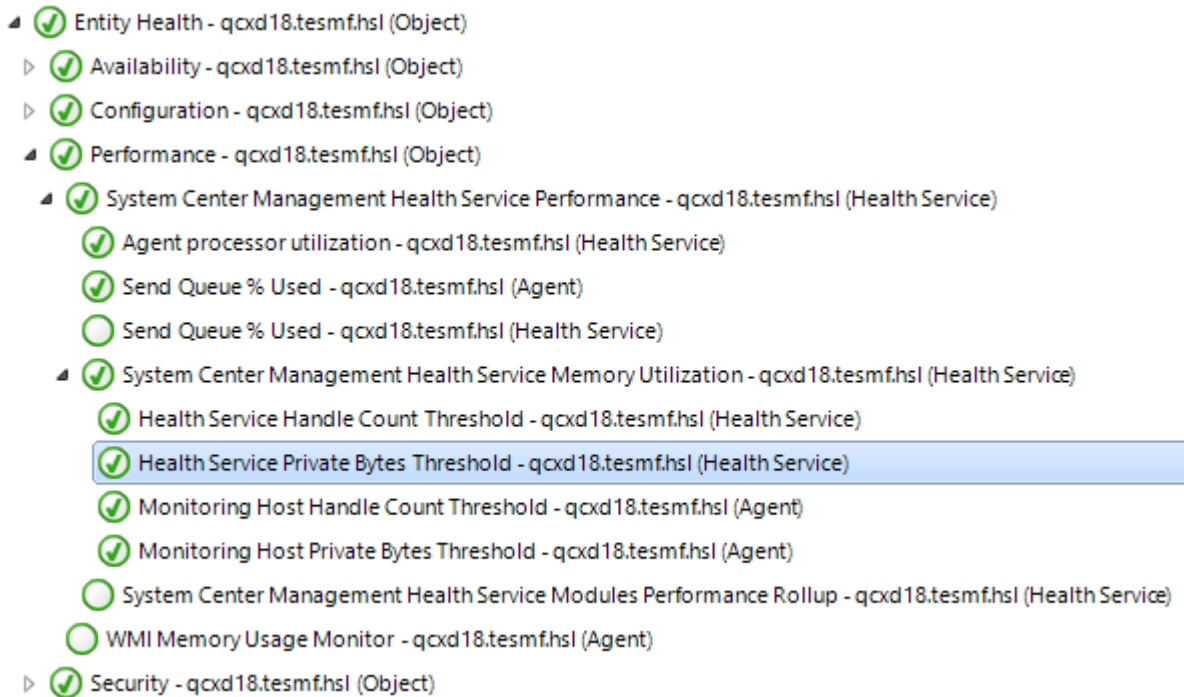 Entity Health - qcxd18.tesmf.hsl (Object)
Availability - qcxd18.tesmf.hsl (Object)
Configuration - qcxd18.tesmf.hsl (Object)
Performance - qcxd18.tesmf.hsl (Object)
System Center Management Health Service Performance - qcxd18.tesmf.hsl (Health Service)
Agent processor utilization - qcxd18.tesmf.hsl (Health Service)
Send Queue % Used - qcxd18.tesmf.hsl (Agent)
Send Queue % Used - qcxd18.tesmf.hsl (Health Service)
System Center Management Health Service Memory Utilization - qcxd18.tesmf.hsl (Health Service)
Health Service Handle Count Threshold - qcxd18.tesmf.hsl (Health Service)
Health Service Private Bytes Threshold - qcxd18.tesmf.hsl (Health Service)
Monitoring Host Handle Count Threshold - qcxd18.tesmf.hsl (Agent)
Monitoring Host Private Bytes Threshold - qcxd18.tesmf.hsl (Agent)
System Center Management Health Service Modules Performance Rollup - qcxd18.tesmf.hsl (Health Service)
WMI Memory Usage Monitor - qcxd18.tesmf.hsl (Agent)
Security - qcxd18.tesmf.hsl (Object)